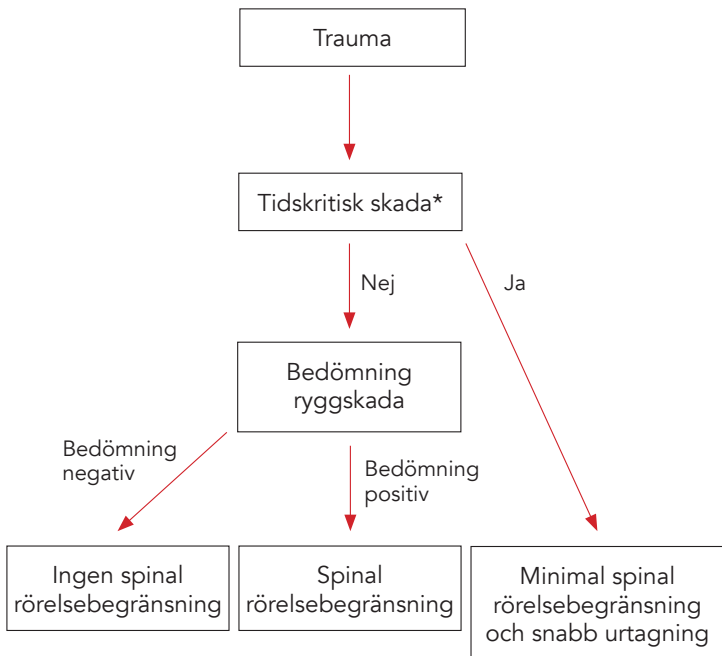 Trauma
Tidskritisk skada*
Nej
Ja
Bedömning
ryggskada
Bedömning
negativ
Bedömning
positiv
Ingen spinal
rörelsebegränsning
Spinal
rörelsebegränsning
Minimal spinal
rörelsebegränsning
och snabb urtagning